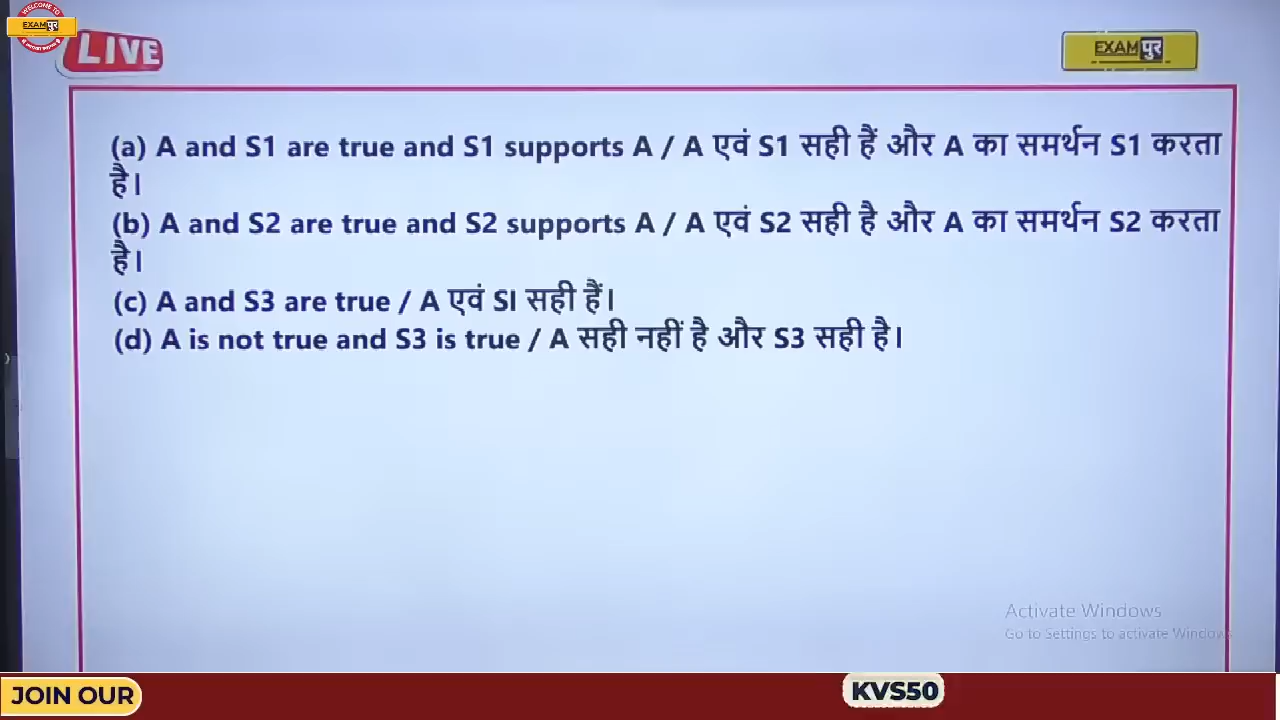 WELCOME TO
EXAMपुर
LIVE
EXAMपुर
(a) A and S1 are true and S1 supports A / A एवं S1 सही हैं और A का समर्थन S1 करता
है।
(b) A and S2 are true and S2 supports A / A एवं S2 सही है और A का समर्थन S2 करता
है।
(c) A and S3 are true / A एवं SI सही हैं।
(d) A is not true and S3 is true / A सही नहीं है और S3 सही है।
Activate Windows
Go to Settings to activate Windows
JOIN OUR
KVS50